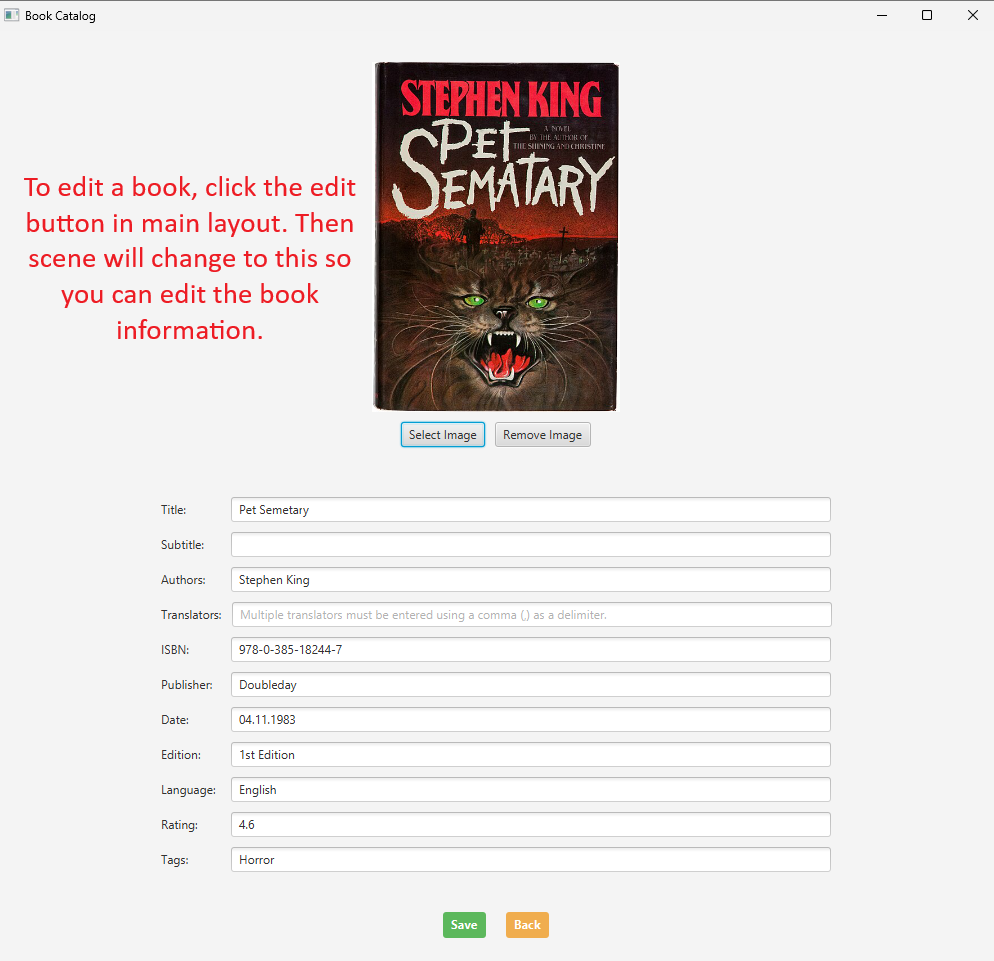 Book Catalog
STEPHEN KING
A NOVEL
BY THE AUTHOR OF
THE SHINING AND CHRISTINE
PET
SEMATARY
To edit a book, click the edit
button in main layout. Then
scene will change to this so
you can edit the book
information.
Select Image Remove Image
Title: Pet Semetary
Subtitle:
Authors: Stephen King
Translators: Multiple translators must be entered using a comma (,) as a delimiter.
ISBN: 978-0-385-18244-7
Publisher: Doubleday
Date: 04.11.1983
Edition: 1st Edition
Language: English
Rating: 4.6
Tags: Horror
Save Back